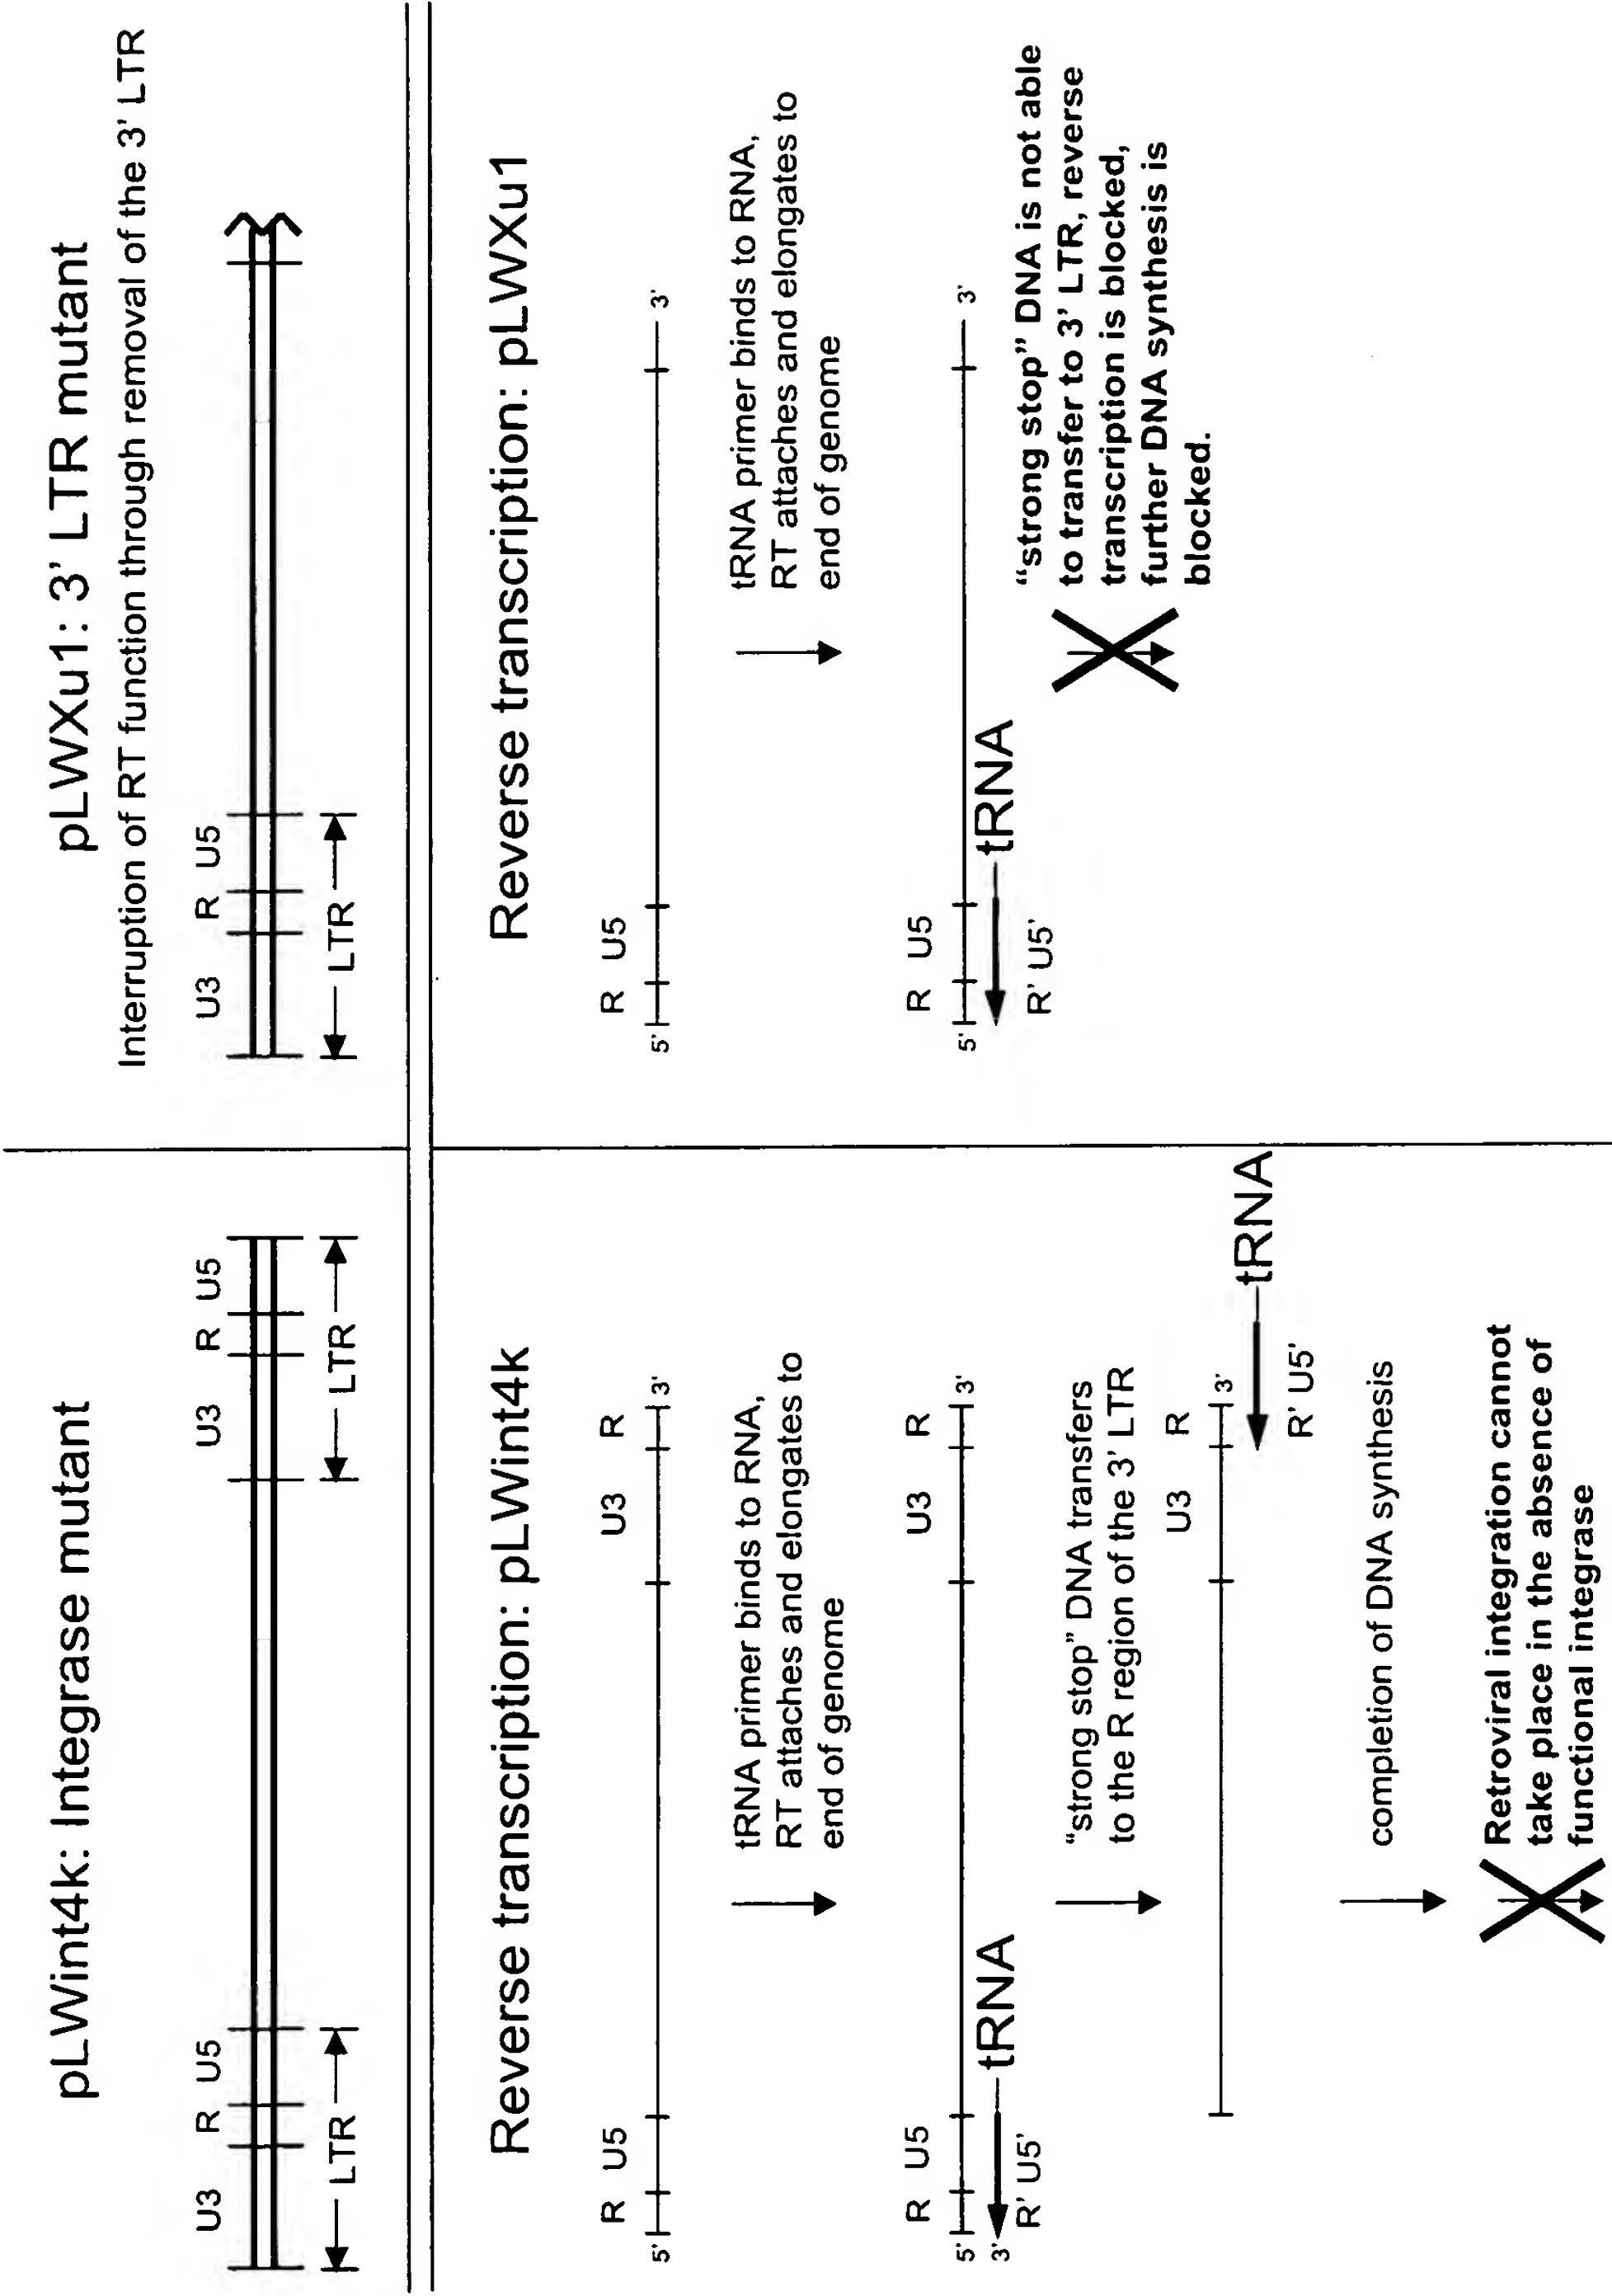 pLWint4k: Integrase mutant
U3 R U5
U3 R U5
LTR
LTR
Reverse transcription: pLWint4k
R U5
U3 R
5'
3'
tRNA primer binds to RNA,
RT attaches and elongates to
end of genome
R U5
U3 R
5'
3'
3'
tRNA
R' U5'
"strong stop" DNA transfers
to the R region of the 3' LTR
U3 R
3'
tRNA
R' U5'
completion of DNA synthesis
Retroviral integration cannot
take place in the absence of
functional integrase
pLWXu1: 3' LTR mutant
Interruption of RT function through removal of the 3' LTR
U3 R U5
LTR
Reverse transcription: pLWXu1
R U5
5'
3'
tRNA primer binds to RNA,
RT attaches and elongates to
end of genome
R U5
5'
3'
tRNA
R' U5'
"strong stop" DNA is not able
to transfer to 3' LTR, reverse
transcription is blocked,
further DNA synthesis is
blocked.